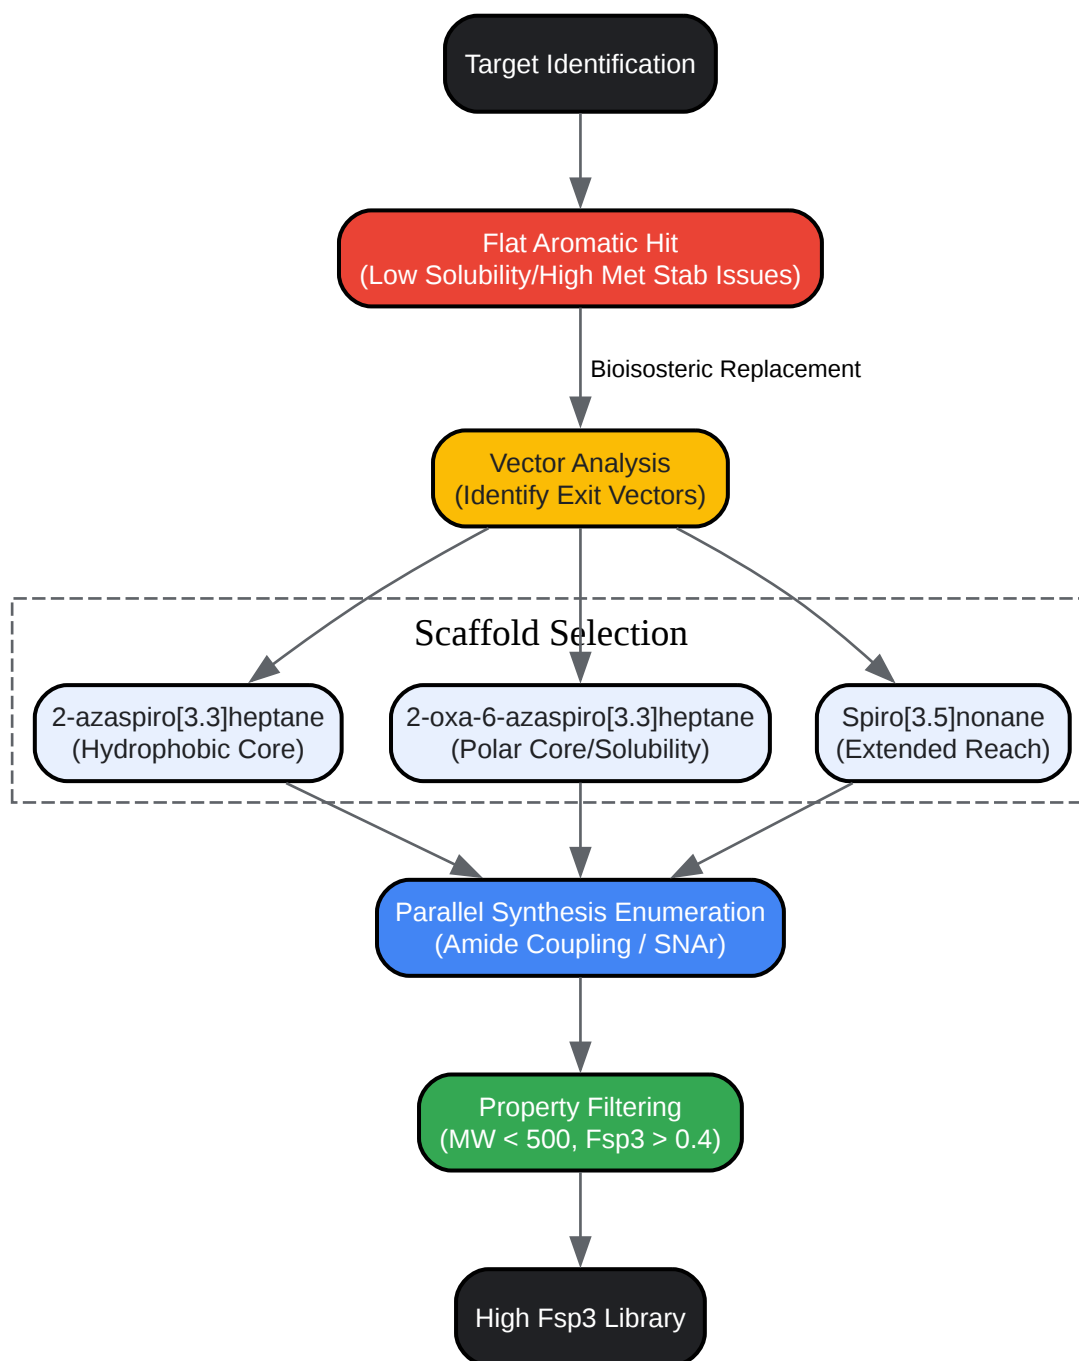 Target Identification
Flat Aromatic Hit
(Low Solubility/High Met Stab Issues)
Bioisosteric Replacement
Vector Analysis
(Identify Exit Vectors)
Scaffold Selection
2-azaspiro[3.3]heptane
(Hydrophobic Core)
2-oxa-6-azaspiro[3.3]heptane
(Polar Core/Solubility)
Spiro[3.5]nonane
(Extended Reach)
Parallel Synthesis Enumeration
(Amide Coupling / SNAr)
Property Filtering
(MW < 500, Fsp3 > 0.4)
High Fsp3 Library